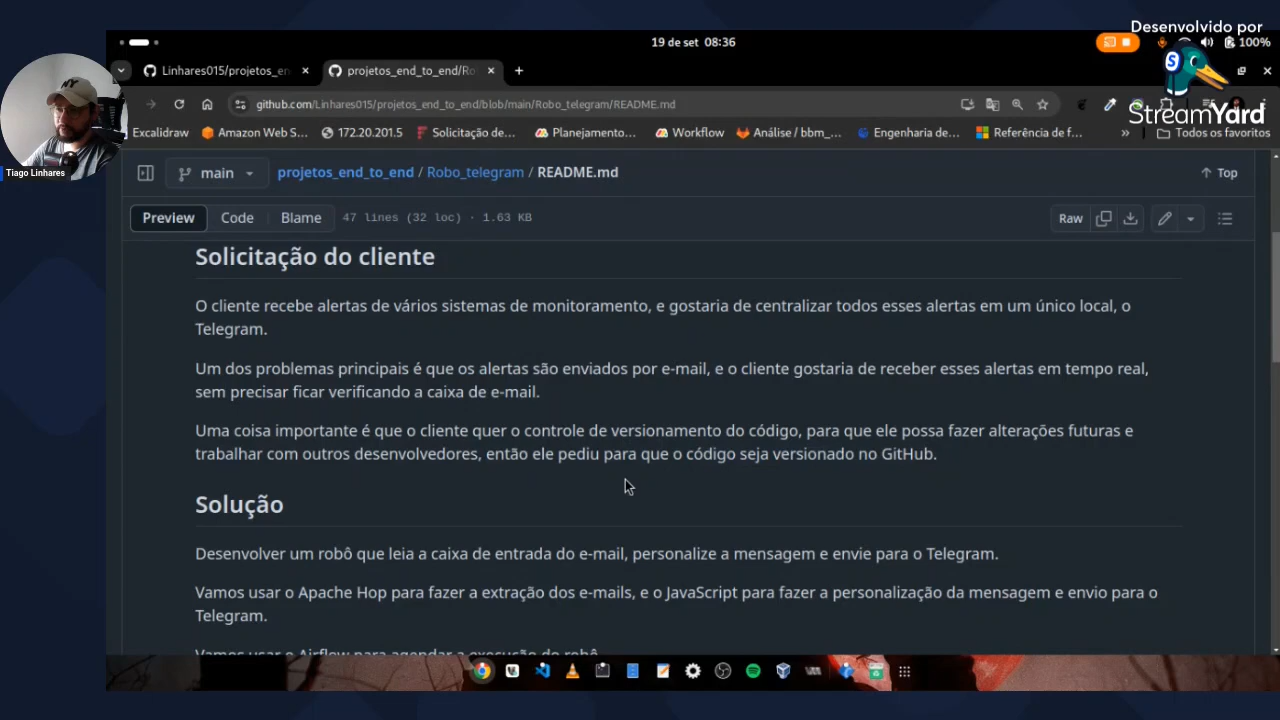 Desenvolvido por
StreamYard
Tiago Linhares
19 de set 08:36
100%
Linhares015/projetos_en
projetos_end_to_end/Ro
github.com/Linhares015/projetos_end_to_end/blob/main/Robo_telegram/README.md
Excalidraw
Amazon Web S...
172.20.201.5
Solicitação de...
Planejamento...
Workflow
Análise / bbm_...
Engenharia de...
Referência de f...
»
Todos os favoritos
main
projetos_end_to_end / Robo_telegram / README.md
Top
Preview
Code
Blame
47 lines (32 loc) · 1.63 KB
Raw
Solicitação do cliente
O cliente recebe alertas de vários sistemas de monitoramento, e gostaria de centralizar todos esses alertas em um único local, o
Telegram.
Um dos problemas principais é que os alertas são enviados por e-mail, e o cliente gostaria de receber esses alertas em tempo real,
sem precisar ficar verificando a caixa de e-mail.
Uma coisa importante é que o cliente quer o controle de versionamento do código, para que ele possa fazer alterações futuras e
trabalhar com outros desenvolvedores, então ele pediu para que o código seja versionado no GitHub.
Solução
Desenvolver um robô que leia a caixa de entrada do e-mail, personalize a mensagem e envie para o Telegram.
Vamos usar o Apache Hop para fazer a extração dos e-mails, e o JavaScript para fazer a personalização da mensagem e envio para o
Telegram.
Vamos usar o Airflow para agendar a execução do robô.